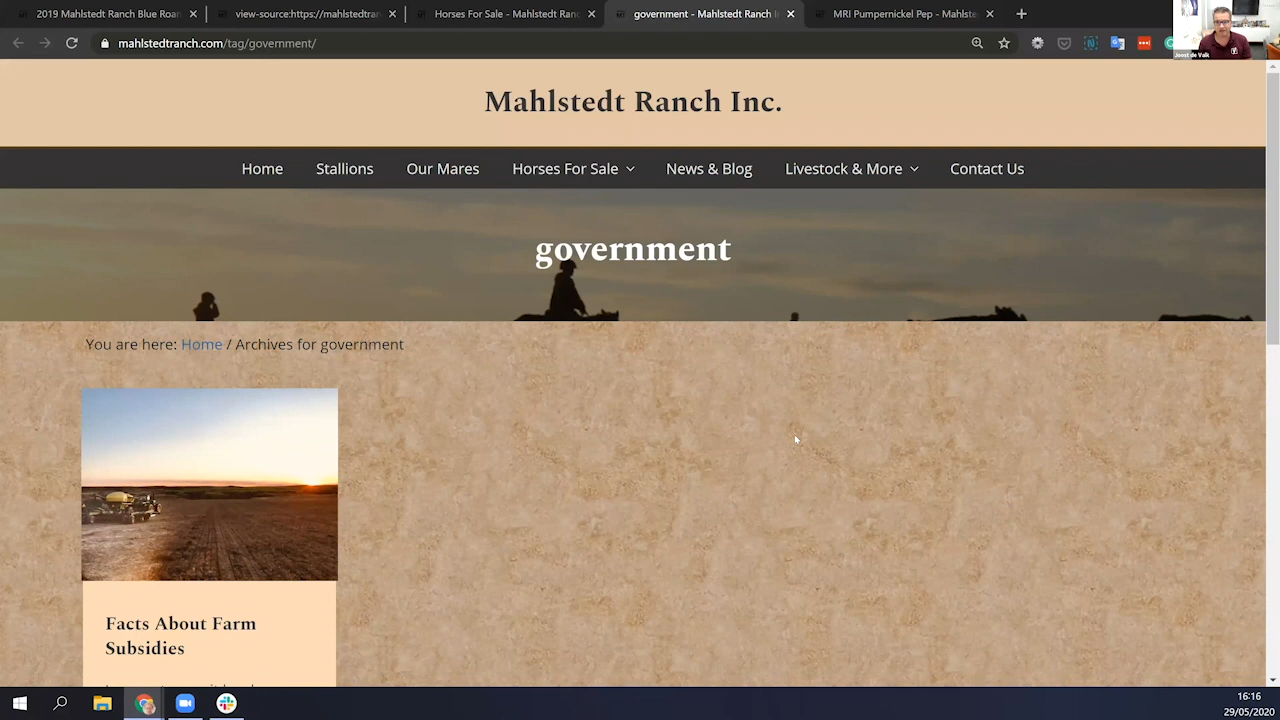 2019 Mahlstedt Ranch Blue Roan
view-source:https://mahlstedtran
Horses For Sale - Mahlstedt Ranc
government - Mahlstedt Ranch I
MRI Pumpernickel Pep - Mahlste
mahlstedtranch.com/tag/government/
Joost de Valk
Mahlstedt Ranch Inc.
Home
Stallions
Our Mares
Horses For Sale
News & Blog
Livestock & More
Contact Us
government
You are here: Home / Archives for government
Facts About Farm
Subsidies
16:16
29/05/2020